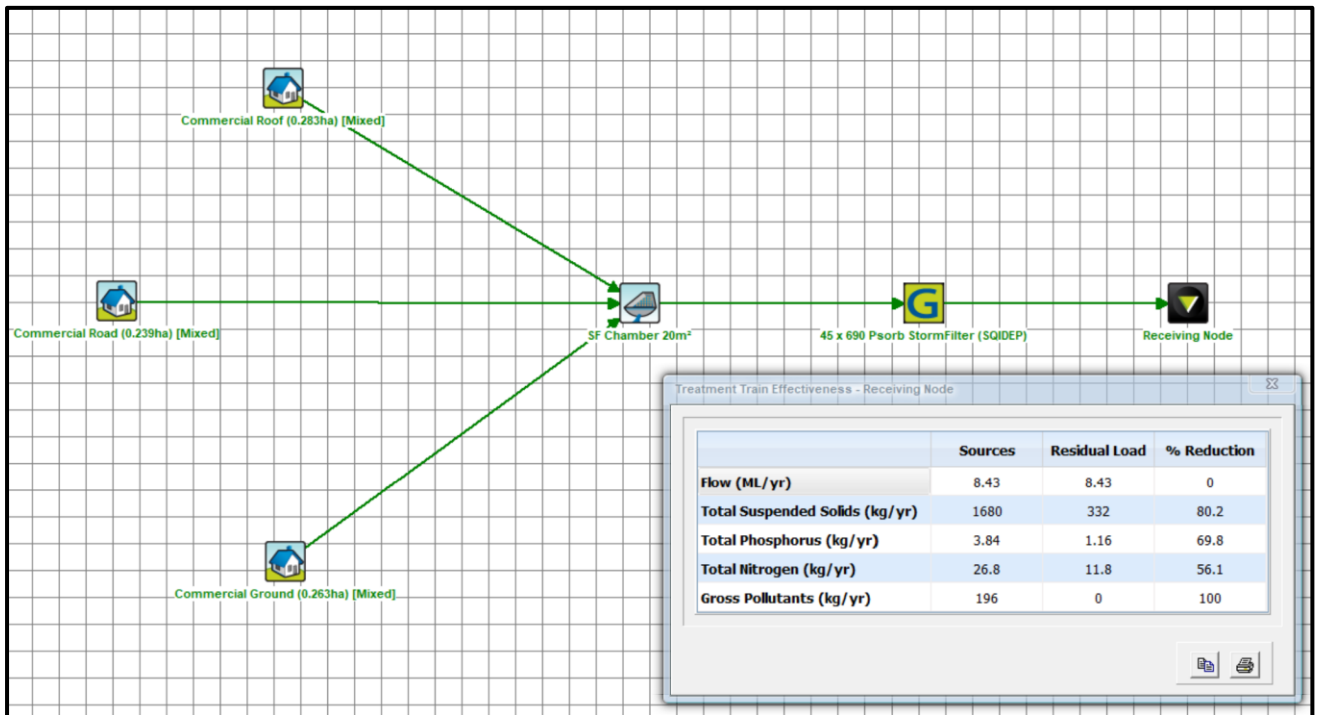 Commercial Roof (0.283ha) [Mixed]
Commercial Road (0.239ha) [Mixed]
SF Chamber 20m²
G
45 x 690 Psorb StormFilter (SQIDEP)
Receiving Node
Commercial Ground (0.263ha) [Mixed]
Treatment Train Effectiveness - Receiving Node
Sources Residual Load % Reduction
Flow (ML/yr) 8.43 8.43 0
Total Suspended Solids (kg/yr) 1680 332 80.2
Total Phosphorus (kg/yr) 3.84 1.16 69.8
Total Nitrogen (kg/yr) 26.8 11.8 56.1
Gross Pollutants (kg/yr) 196 0 100